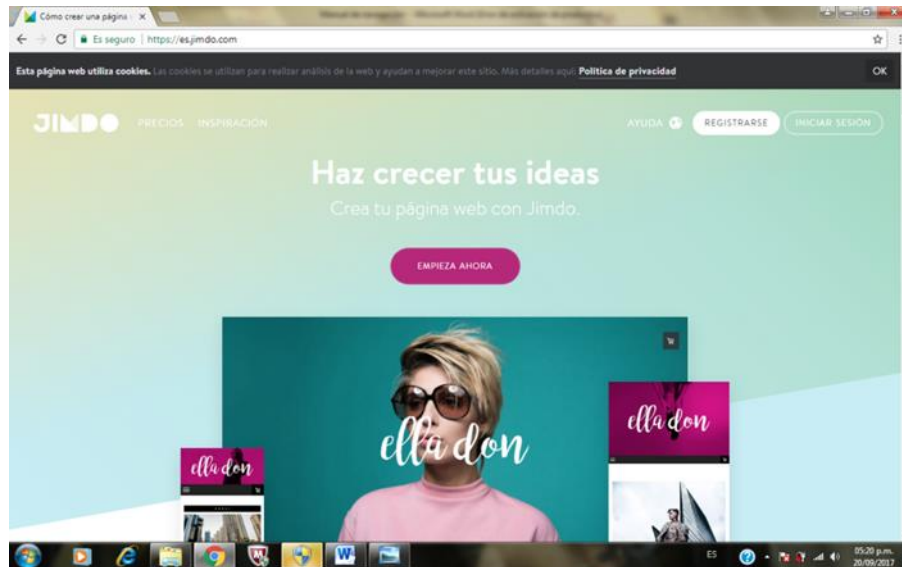 Cómo crear una página
Es seguro | https://es.jimdo.com
Esta página web utiliza cookies. Las cookies se utilizan para realizar análisis de la web y ayudan a mejorar este sitio. Más detalles aquí: Política de privacidad
OK
JIMDO PRECIOS INSPIRACIÓN AYUDA REGISTRARSE INICIAR SESIÓN
Haz crecer tus ideas
Crea tu página web con Jimdo.
EMPIEZA AHORA
ella don
ella don
ella don
ES
05:20 p.m.
20/09/2017